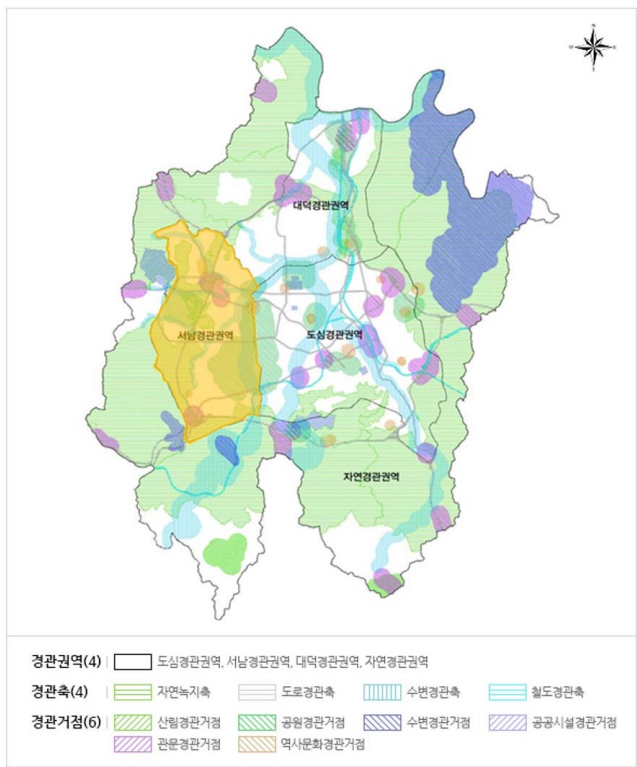 N
대덕경관권역
서남경관권역
도심경관권역
자연경관권역
경관권역(4) 도심경관권역, 서남경관권역, 대덕경관권역, 자연경관권역
경관축(4) 자연녹지축 도로경관축 수변경관축 철도경관축
경관거점(6) 산림경관거점 공원경관거점 수변경관거점 공공시설경관거점
관문경관거점 역사문화경관거점